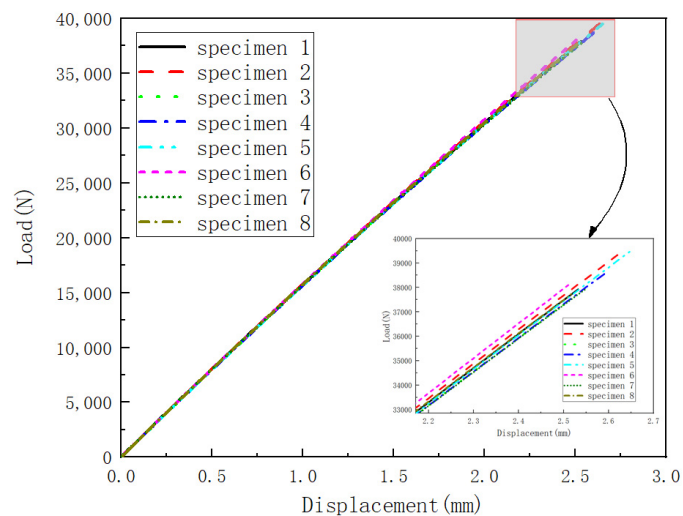 40,000
35,000
30,000
25,000
20,000
15,000
10,000
5,000
0
Load(N)
specimen 1
specimen 2
specimen 3
specimen 4
specimen 5
specimen 6
specimen 7
specimen 8
0.0 0.5 1.0 1.5 2.0 2.5 3.0
Displacement(mm)
40000
39000
38000
37000
36000
35000
34000
33000
Load(N)
specimen 1
specimen 2
specimen 3
specimen 4
specimen 5
specimen 6
specimen 7
specimen 8
2.2 2.3 2.4 2.5 2.6 2.7
Displacement(mm)